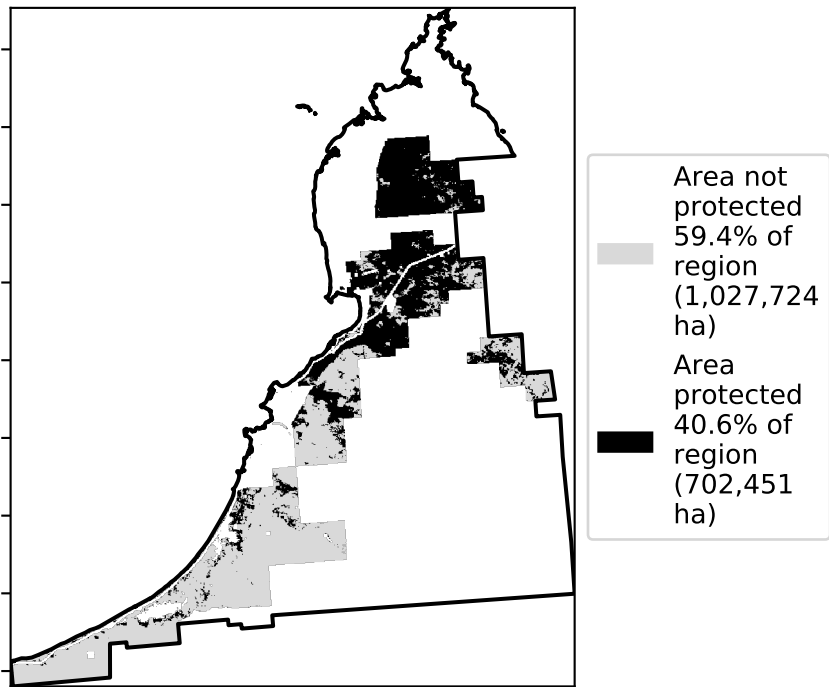 Area not
protected
59.4% of
region
(1,027,724
ha)
Area
protected
40.6% of
region
(702,451
ha)